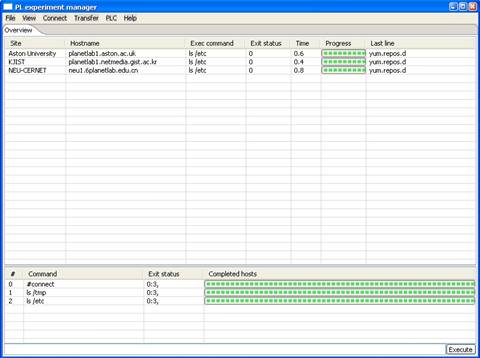 PL experiment manager
File View Connect Transfer PLC Help
Overview
Site Hostname Exec command Exit status Time Progress Last line
Aston University planetlab1.aston.ac.uk ls /etc 0 0.6 yum.repos.d
KJIST planetlab1.netmedia.gist.ac.kr ls /etc 0 0.4 yum.repos.d
NEU-CERNET neu1.6planetlab.edu.cn ls /etc 0 0.8 yum.repos.d
# Command Exit status Completed hosts
0 #connect 0:3,
1 ls /tmp 0:3,
2 ls /etc 0:3,
Execute